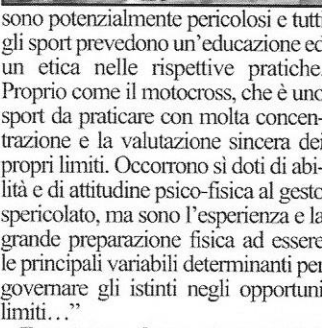 sono potenzialmente pericolosi e tutti
gli sport prevedono un'educazione ed
un etica nelle rispettive pratiche.
Proprio come il motocross, che è uno
sport da praticare con molta concen-
trazione e la valutazione sincera dei
propri limiti. Occorrono sì doti di abi-
lità e di attitudine psico-fisica al gesto
spericolato, ma sono l'esperienza e la
grande preparazione fisica ad essere
le principali variabili determinanti per
governare gli istinti negli opportuni
limiti…”